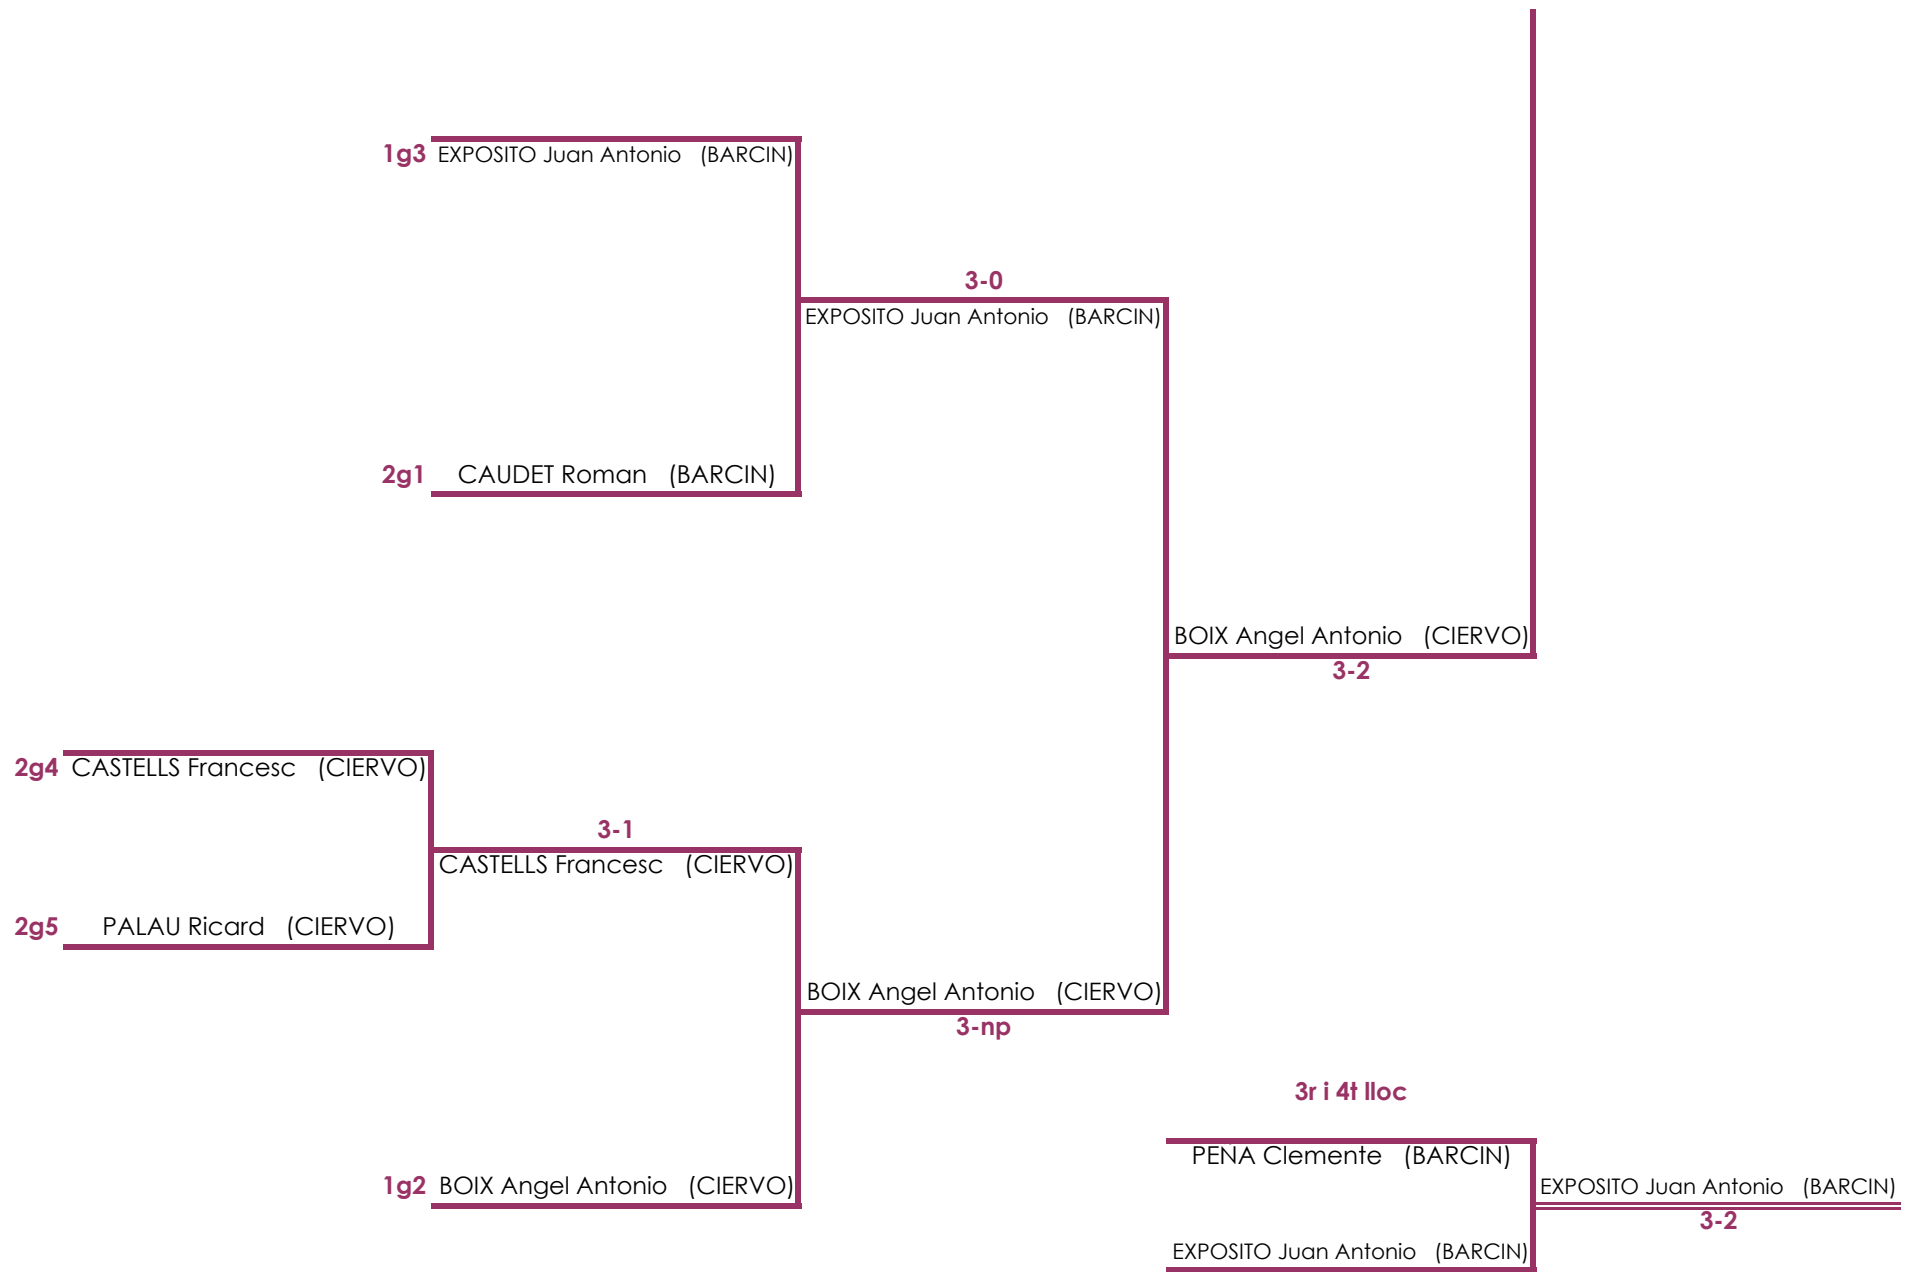 1g3 EXPOSITO Juan Antonio (BARCIN)
3-0
EXPOSITO Juan Antonio (BARCIN)
2g1 CAUDET Roman (BARCIN)
BOIX Angel Antonio (CIERVO)
3-2
2g4 CASTELLS Francesc (CIERVO)
3-1
CASTELLS Francesc (CIERVO)
2g5 PALAU Ricard (CIERVO)
BOIX Angel Antonio (CIERVO)
3-np
3r i 4t lloc
PEÑA Clemente (BARCIN)
1g2 BOIX Angel Antonio (CIERVO)
EXPOSITO Juan Antonio (BARCIN)
3-2
EXPOSITO Juan Antonio (BARCIN)